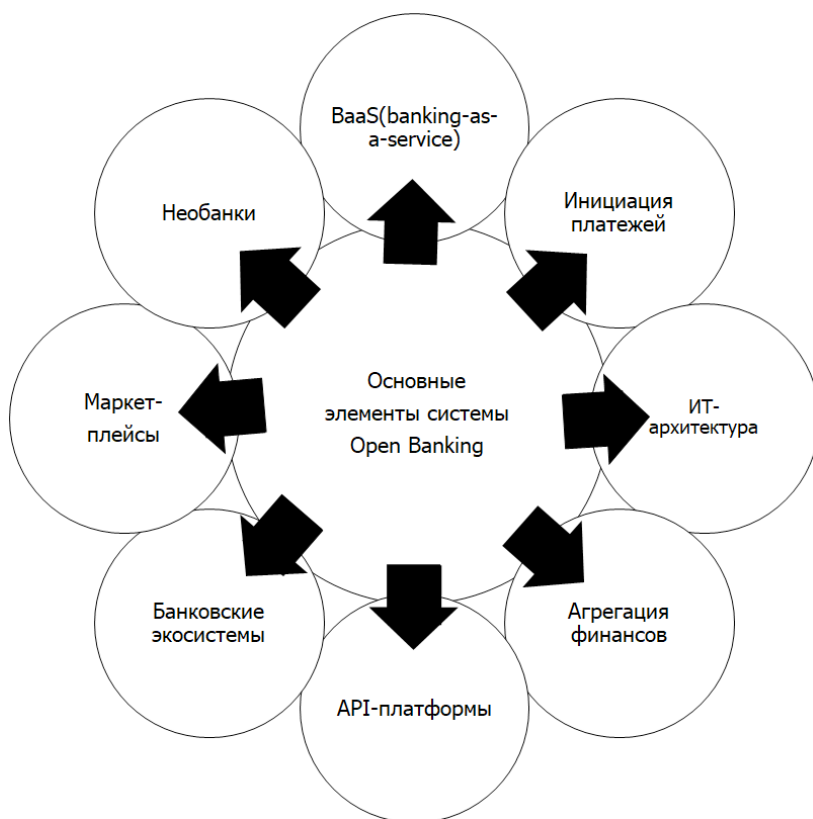 BaaS(banking-as-
a-service)
Инициация
платежей
ИТ-
архитектура
Агрегация
финансов
API-платформы
Банковские
экосистемы
Маркет-
плейсы
Необанки
Основные
элементы системы
Open Banking